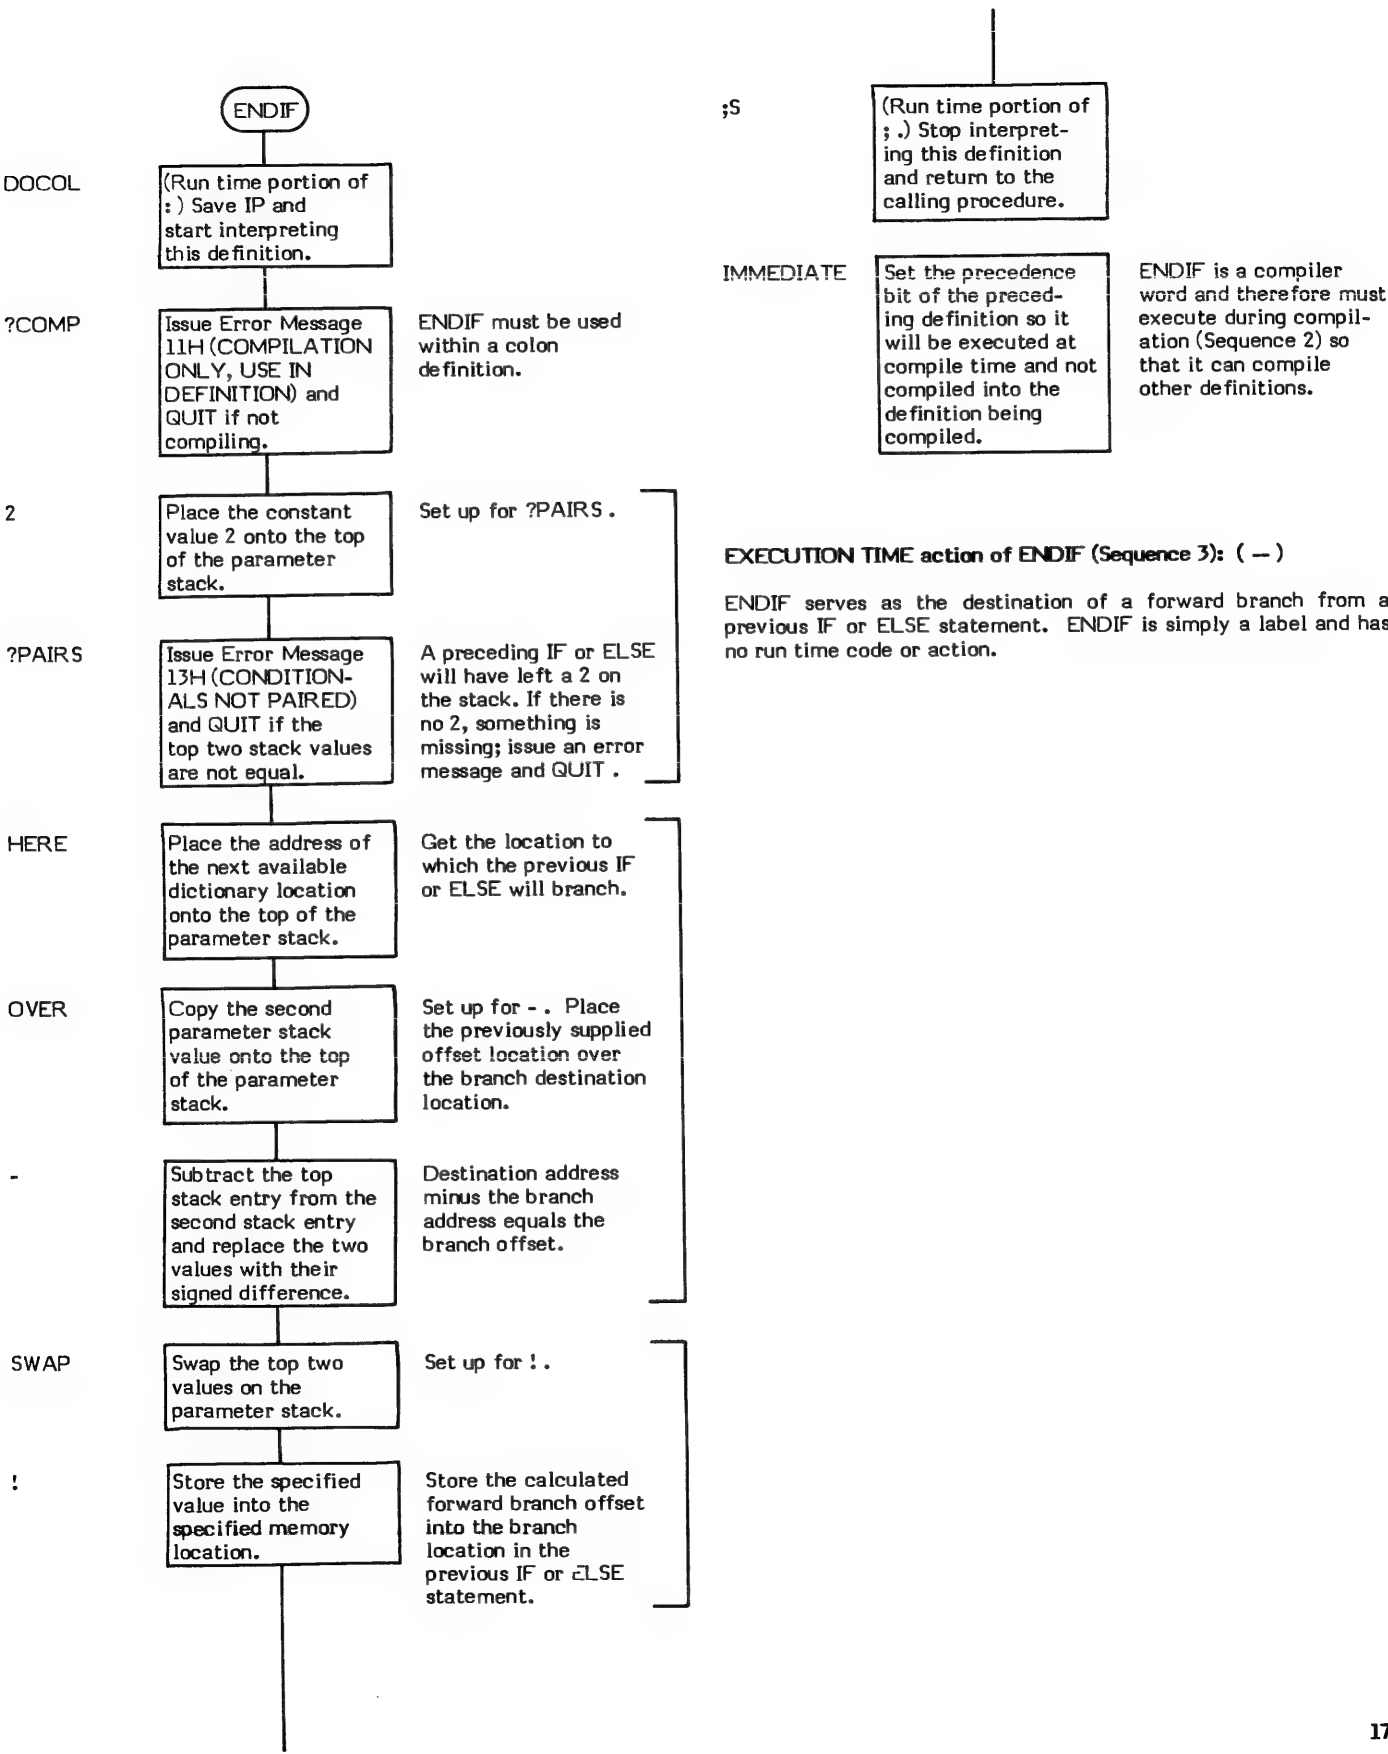 ENDIF
DOCOL
(Run time portion of
: ) Save IP and
start interpreting
this definition.
?COMP
Issue Error Message
11H (COMPILATION
ONLY, USE IN
DEFINITION) and
QUIT if not
compiling.
ENDIF must be used
within a colon
definition.
2
Place the constant
value 2 onto the top
of the parameter
stack.
Set up for ?PAIRS .
?PAIRS
Issue Error Message
13H (CONDITION-
ALS NOT PAIRED)
and QUIT if the
top two stack values
are not equal.
A preceding IF or ELSE
will have left a 2 on
the stack. If there is
no 2, something is
missing; issue an error
message and QUIT .
HERE
Place the address of
the next available
dictionary location
onto the top of the
parameter stack.
Get the location to
which the previous IF
or ELSE will branch.
OVER
Copy the second
parameter stack
value onto the top
of the parameter
stack.
Set up for - . Place
the previously supplied
offset location over
the branch destination
location.
-
Subtract the top
stack entry from the
second stack entry
and replace the two
values with their
signed difference.
Destination address
minus the branch
address equals the
branch offset.
SWAP
Swap the top two
values on the
parameter stack.
Set up for ! .
!
Store the specified
value into the
specified memory
location.
Store the calculated
forward branch offset
into the branch
location in the
previous IF or ELSE
statement.
;S
(Run time portion of
; .) Stop interpret-
ing this definition
and return to the
calling procedure.
IMMEDIATE
Set the precedence
bit of the preced-
ing definition so it
will be executed at
compile time and not
compiled into the
definition being
compiled.
ENDIF is a compiler
word and therefore must
execute during compil-
ation (Sequence 2) so
that it can compile
other definitions.
EXECUTION TIME action of ENDIF (Sequence 3): ( — )
ENDIF serves as the destination of a forward branch from a
previous IF or ELSE statement. ENDIF is simply a label and has
no run time code or action.
17